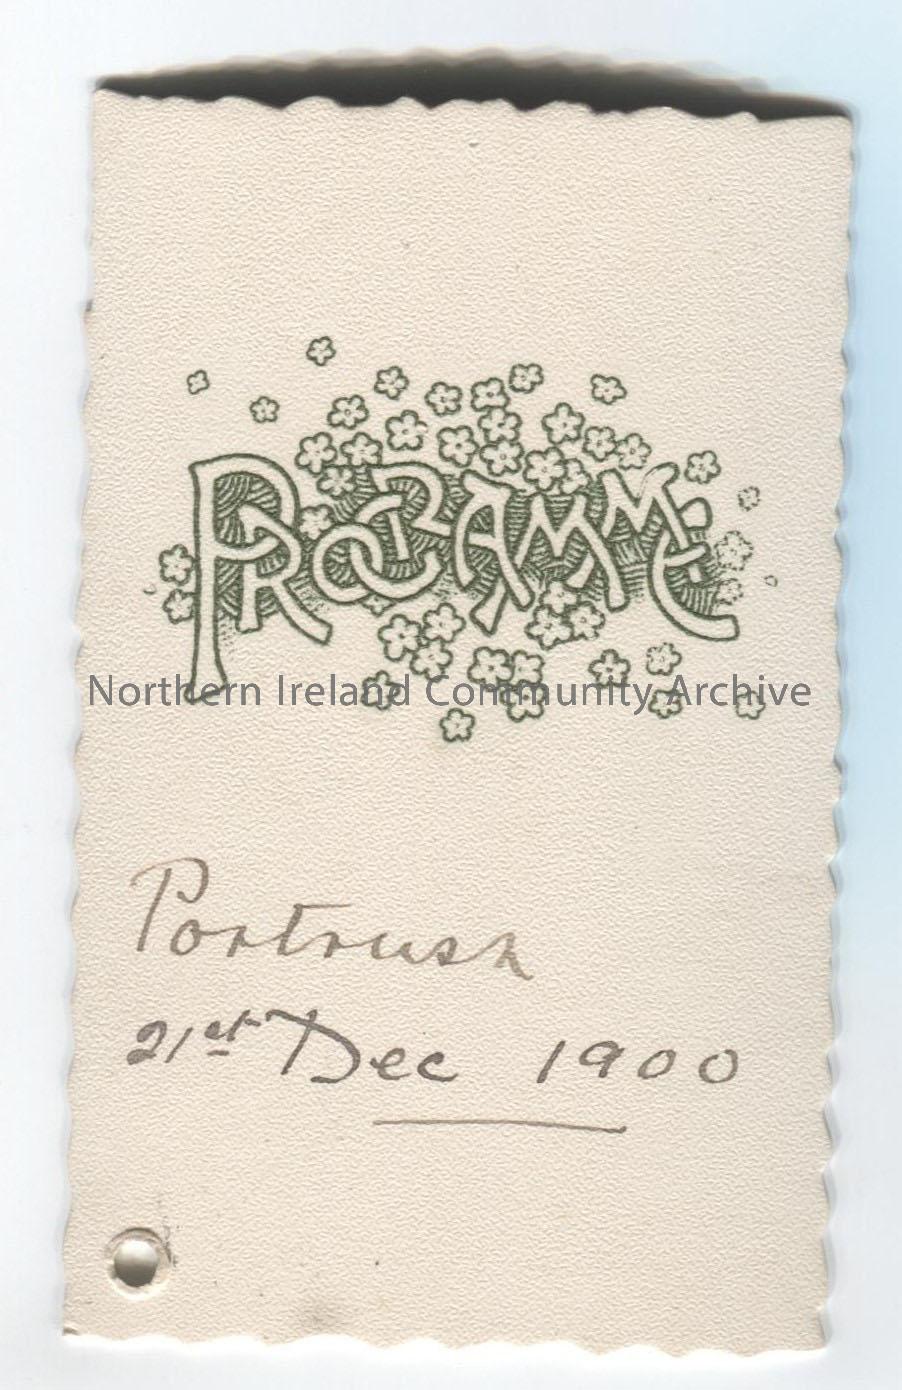 PROGRAMME
Northern Ireland Community Archive
Portrush
21st Dec 1900